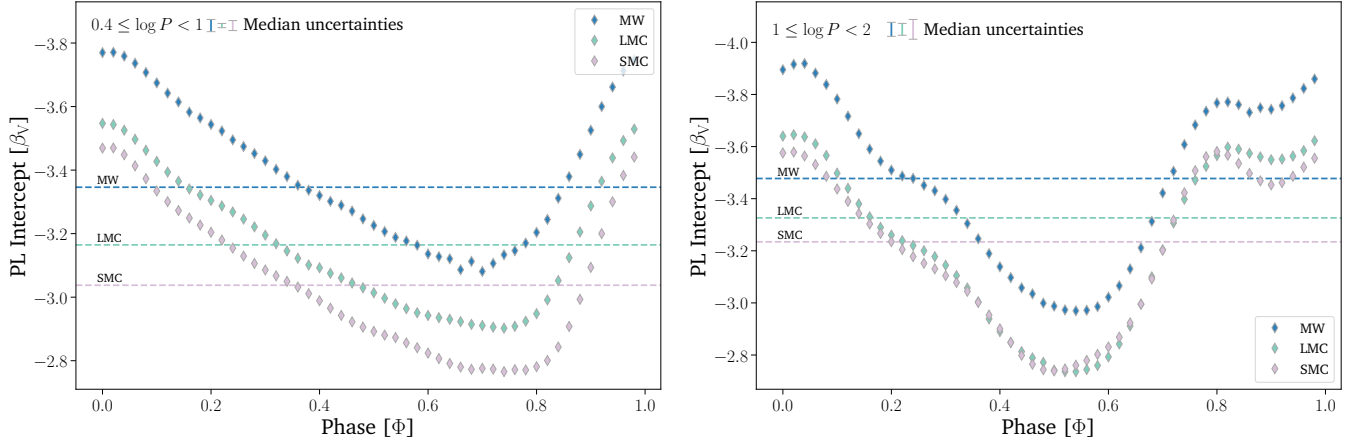 0.4 ≤ log P < 1 Median uncertainties
MW
LMC
SMC
PL Intercept [βV]
−3.8
−3.6
−3.4
−3.2
−3.0
−2.8
MW
LMC
SMC
0.0 0.2 0.4 0.6 0.8 1.0
Phase [Φ]
1 ≤ log P < 2 Median uncertainties
PL Intercept [βV]
−4.0
−3.8
−3.6
−3.4
−3.2
−3.0
−2.8
MW
LMC
SMC
MW
LMC
SMC
0.0 0.2 0.4 0.6 0.8 1.0
Phase [Φ]